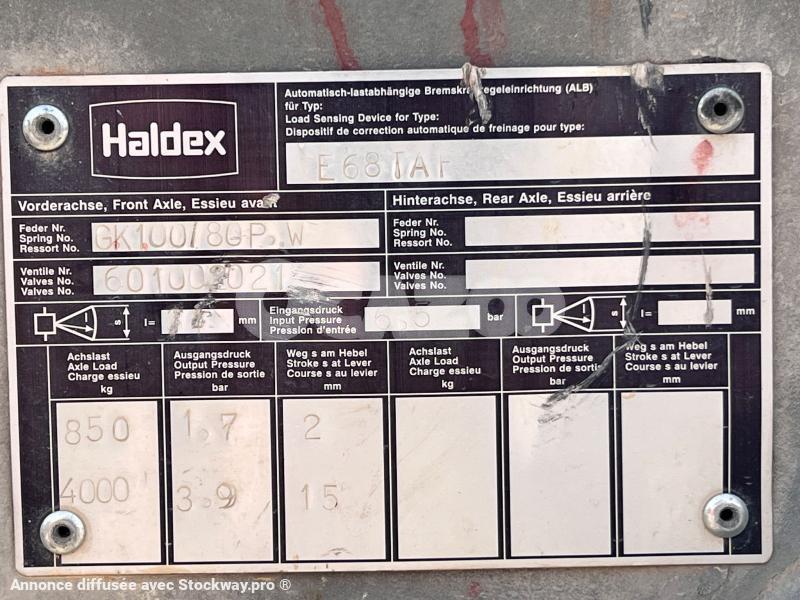 Haldex
Automatisch-lastabhängige Bremskraftregeleinrichtung (ALB)
für Typ:
Load Sensing Device for Type:
Dispositif de correction automatique de freinage pour type:
E68TAF
Vorderachse, Front Axle, Essieu avant
Hinterachse, Rear Axle, Essieu arrière
Feder Nr.
Spring No.
Ressort No.
GK100/80-P.W
Feder Nr.
Spring No.
Ressort No.
Ventile Nr.
Valves No.
Valves No.
601002021
Ventile Nr.
Valves No.
Valves No.
s
l=
mm
Eingangsdruck
Input Pressure
Pression d'entrée
6,5
bar
s
l=
mm
Achslast
Axle Load
Charge essieu
kg
Ausgangsdruck
Output Pressure
Pression de sortie
bar
Weg s am Hebel
Stroke s at Lever
Course s au levier
mm
Achslast
Axle Load
Charge essieu
kg
Ausgangsdruck
Output Pressure
Pression de sortie
bar
Weg s am Hebel
Stroke s at Lever
Course s au levier
mm
850 1,7 2
4000 3,9 15
Annonce diffusée avec Stockway.pro ®